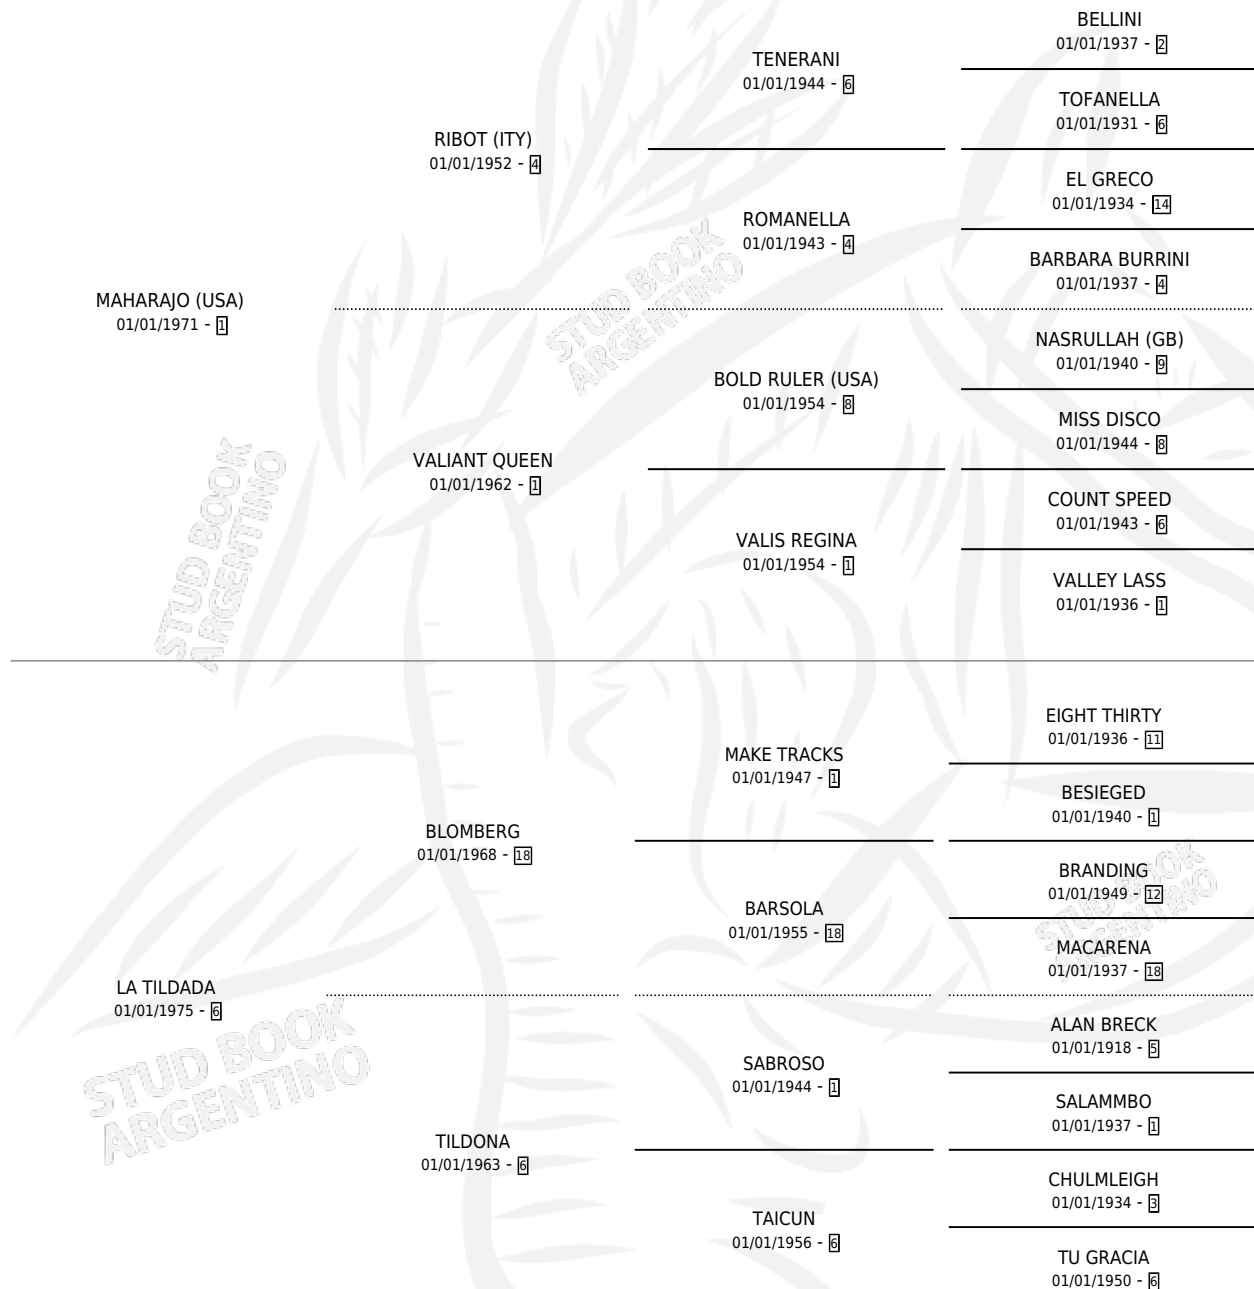 BELLINI
01/01/1937 - 2
TENERANI
01/01/1944 - 6
TOFANELLA
01/01/1931 - 6
RIBOT (ITY)
01/01/1952 - 4
EL GRECO
01/01/1934 - 14
ROMANELLA
01/01/1943 - 4
BARBARA BURRINI
01/01/1937 - 4
MAHARAJO (USA)
01/01/1971 - 1
NASRULLAH (GB)
01/01/1940 - 9
BOLD RULER (USA)
01/01/1954 - 8
MISS DISCO
01/01/1944 - 8
VALIANT QUEEN
01/01/1962 - 1
COUNT SPEED
01/01/1943 - 6
VALIS REGINA
01/01/1954 - 1
VALLEY LASS
01/01/1936 - 1
EIGHT THIRTY
01/01/1936 - 11
MAKE TRACKS
01/01/1947 - 1
BESIEGED
01/01/1940 - 1
BLOMBERG
01/01/1968 - 18
BRANDING
01/01/1949 - 12
BARSOLA
01/01/1955 - 18
MACARENA
01/01/1937 - 18
LA TILDADA
01/01/1975 - 6
ALAN BRECK
01/01/1918 - 5
SABROSO
01/01/1944 - 1
SALAMMBO
01/01/1937 - 1
TILDONA
01/01/1963 - 6
CHULMLEIGH
01/01/1934 - 3
TAICUN
01/01/1956 - 6
TU GRACIA
01/01/1950 - 6
STUD BOOK
ARGENTINO
STUD BOOK
ARGENTINO
STUD BOOK
ARGENTINO
STUD BOOK
ARGENTINO